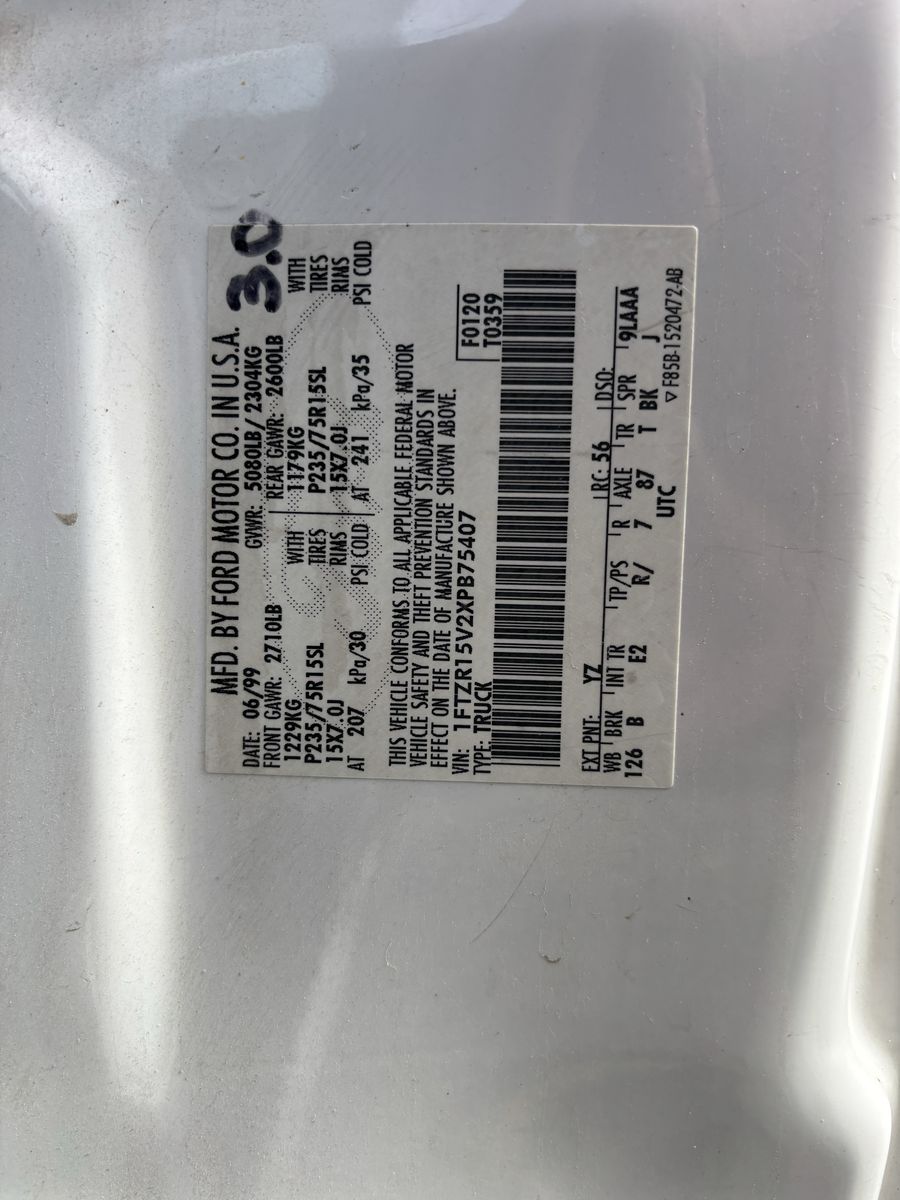 MFD. BY FORD MOTOR CO. IN U.S.A.
3.0
DATE: 06/99 GVWR: 5080LB/ 2304KG
FRONT GAWR: 2710LB REAR GAWR: 2600LB
1229KG WITH 1179KG WITH
P235/75R15SL TIRES P235/75R15SL TIRES
15X7.0J RIMS 15X7.0J RIMS
AT 207 kPa/30 PSI COLD AT 241 kPa/35 PSI COLD
THIS VEHICLE CONFORMS TO ALL APPLICABLE FEDERAL MOTOR
VEHICLE SAFETY AND THEFT PREVENTION STANDARDS IN
EFFECT ON THE DATE OF MANUFACTURE SHOWN ABOVE.
VIN: 1FTZR15V2XPB75407 F0120
TYPE: TRUCK T0359
EXT PNT: YZ RC: 56 DSO:
WB BRK INT TR TP/PS R AXLE TR SPR 9LAAA
126 B E2 R/ 7 87 T BK J
UTC ▽ F85B-1520472-AB